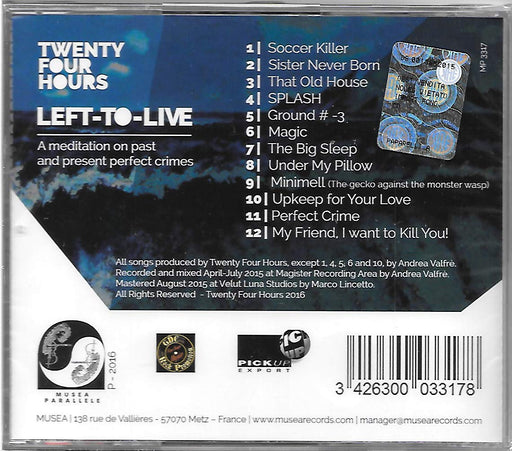 TWENTY
FOUR
HOURS
LEFT-TO-LIVE
A meditation on past
and present perfect crimes
1| Soccer Killer
2| Sister Never Born
3| That Old House
4| SPLASH
5| Ground # -3
6| Magic
7| The Big Sleep
8| Under My Pillow
9| Minimell (The gecko against the monster wasp)
10| Upkeep for Your Love
11| Perfect Crime
12| My Friend, I want to Kill You!
MP 3317
All songs produced by Twenty Four Hours, except 1, 4, 5, 6 and 10, by Andrea Valfrè.
Recorded and mixed April-July 2015 at Magister Recording Area by Andrea Valfrè.
Mastered August 2015 at Velut Luna Studios by Marco Lincetto.
All Rights Reserved - Twenty Four Hours 2016
MUSEA
PARALLELE
P - 2016
PICKUP
EXPORT
3 426300 033178
MUSEA | 138 rue de Vallières - 57070 Metz – France | www.musearecords.com | manager@musearecords.com